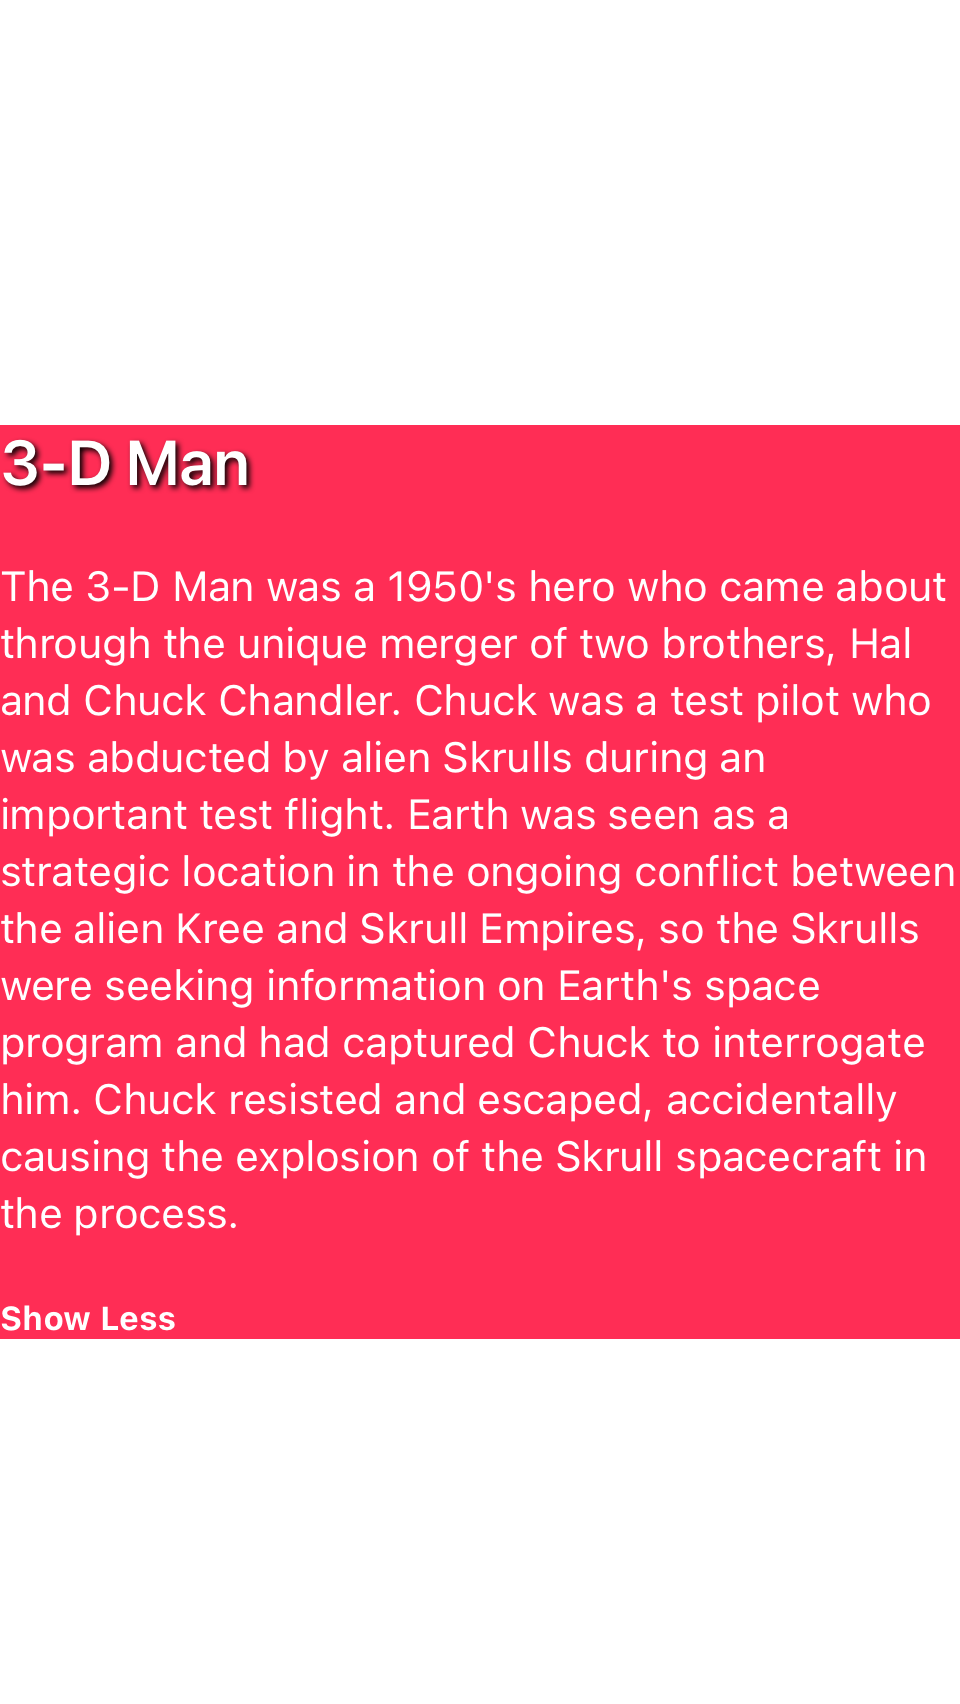 3-D Man
The 3-D Man was a 1950's hero who came about
through the unique merger of two brothers, Hal
and Chuck Chandler. Chuck was a test pilot who
was abducted by alien Skrulls during an
important test flight. Earth was seen as a
strategic location in the ongoing conflict between
the alien Kree and Skrull Empires, so the Skrulls
were seeking information on Earth's space
program and had captured Chuck to interrogate
him. Chuck resisted and escaped, accidentally
causing the explosion of the Skrull spacecraft in
the process.
Show Less